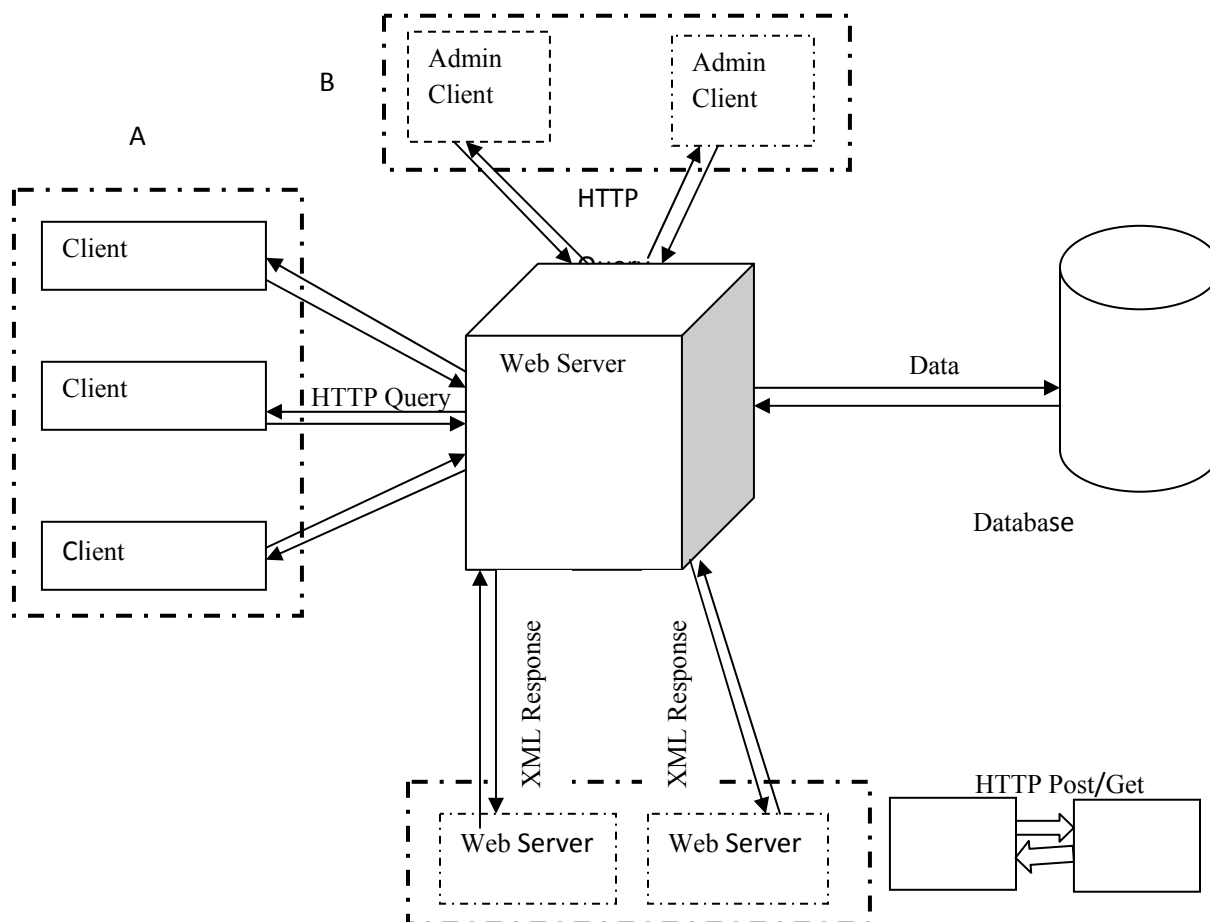 Admin
Client
Admin
Client
B
A
HTTP
Query
Client
Client
Client
HTTP Query
Web Server
Data
Database
XML Response
XML Response
HTTP Post/Get
Web Server
Web Server